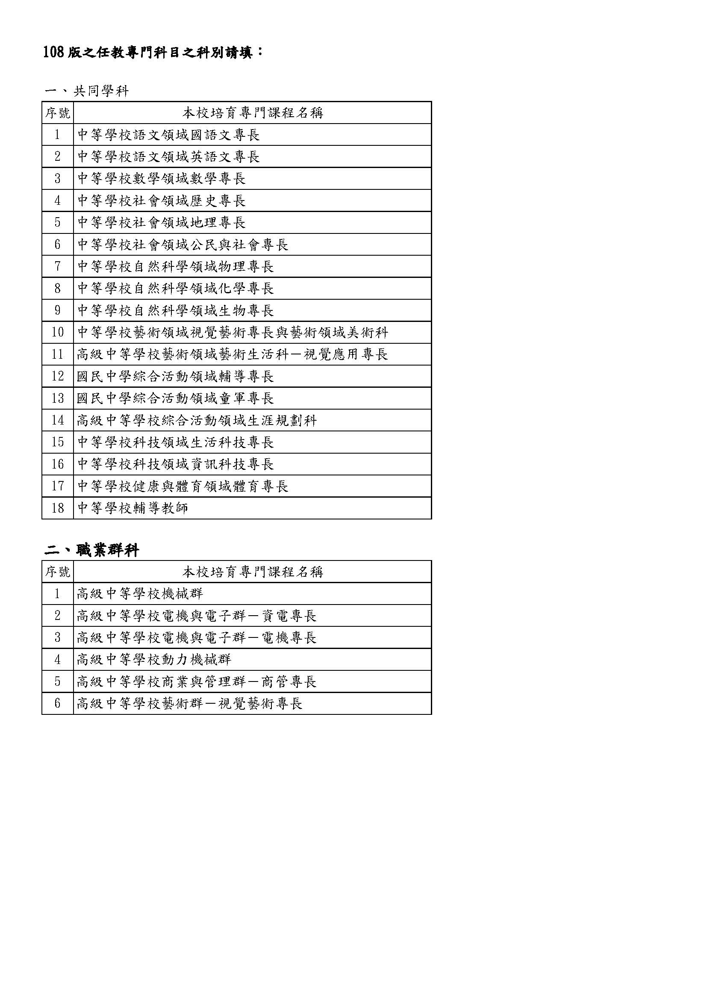 108 版之任教專門科目之科別請填：
一、共同學科
序號 本校培育專門課程名稱
1 中等學校語文領域國語文專長
2 中等學校語文領域英語文專長
3 中等學校數學領域數學專長
4 中等學校社會領域歷史專長
5 中等學校社會領域地理專長
6 中等學校社會領域公民與社會專長
7 中等學校自然科學領域物理專長
8 中等學校自然科學領域化學專長
9 中等學校自然科學領域生物專長
10 中等學校藝術領域視覺藝術專長與藝術領域美術科
11 高級中等學校藝術領域藝術生活科－視覺應用專長
12 國民中學綜合活動領域輔導專長
13 國民中學綜合活動領域童軍專長
14 高級中等學校綜合活動領域生涯規劃科
15 中等學校科技領域生活科技專長
16 中等學校科技領域資訊科技專長
17 中等學校健康與體育領域體育專長
18 中等學校輔導教師
二、職業群科
序號 本校培育專門課程名稱
1 高級中等學校機械群
2 高級中等學校電機與電子群－資電專長
3 高級中等學校電機與電子群－電機專長
4 高級中等學校動力機械群
5 高級中等學校商業與管理群－商管專長
6 高級中等學校藝術群－視覺藝術專長